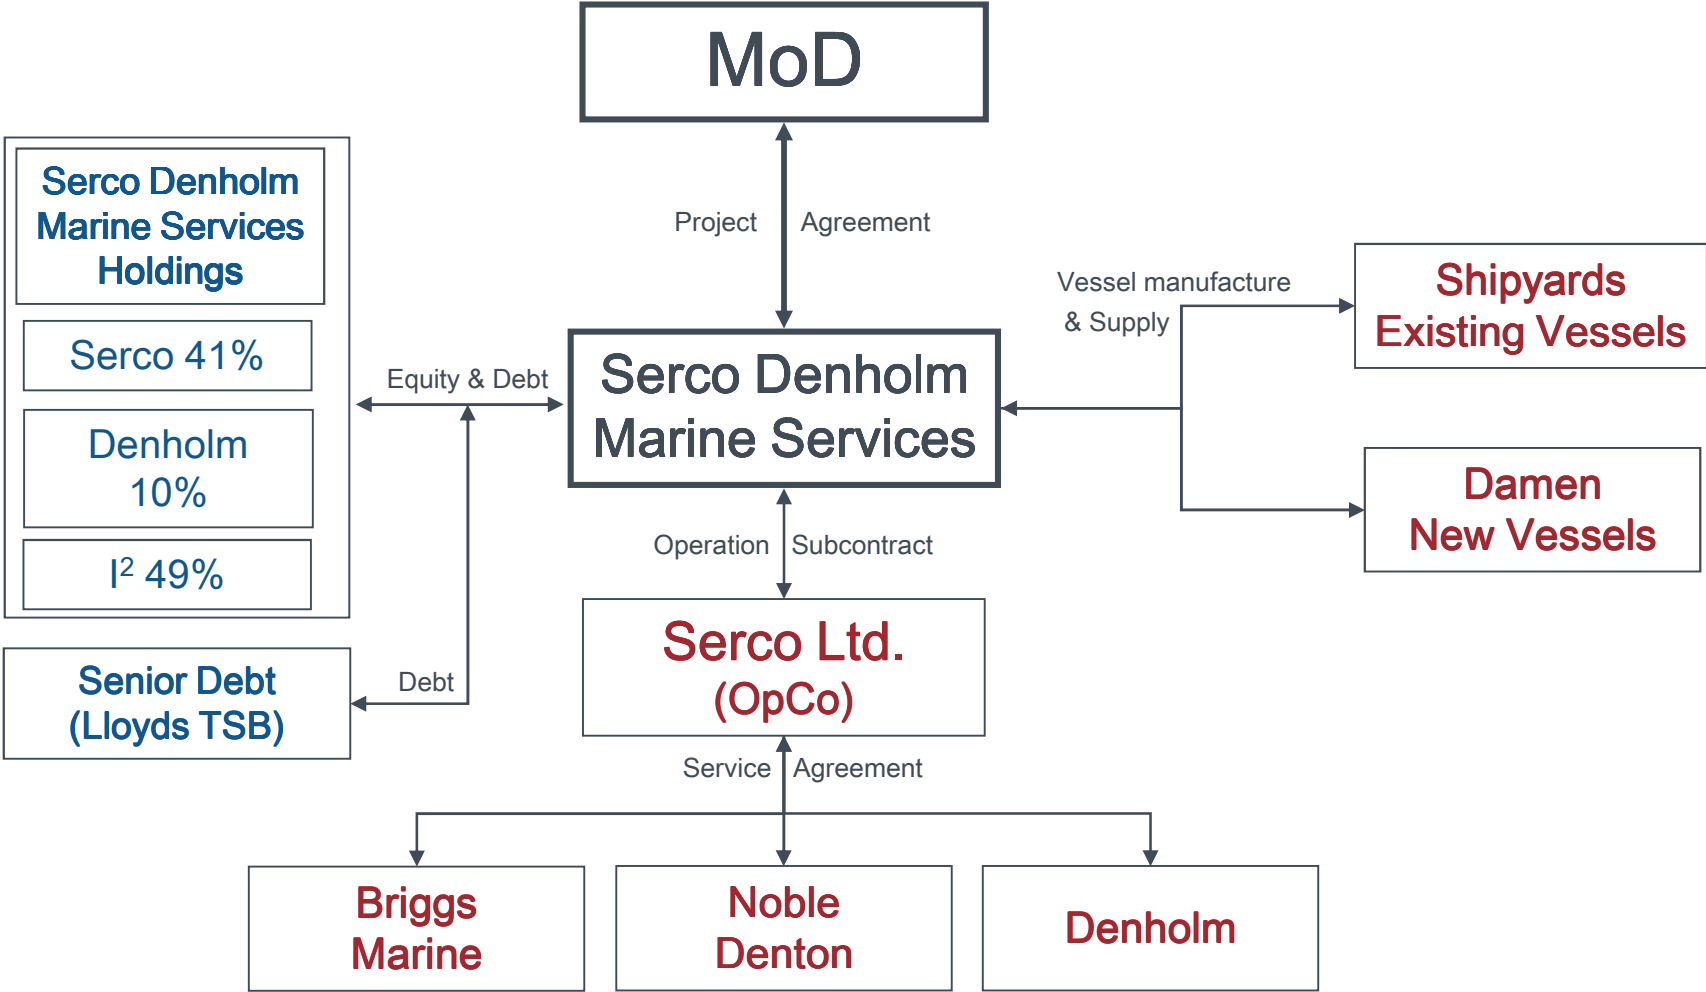 MoD
Project Agreement
Serco Denholm
Marine Services
Holdings
Serco 41%
Denholm
10%
I² 49%
Equity & Debt
Senior Debt
(Lloyds TSB)
Debt
Serco Denholm
Marine Services
Vessel manufacture
& Supply
Shipyards
Existing Vessels
Damen
New Vessels
Operation Subcontract
Serco Ltd.
(OpCo)
Service Agreement
Briggs
Marine
Noble
Denton
Denholm